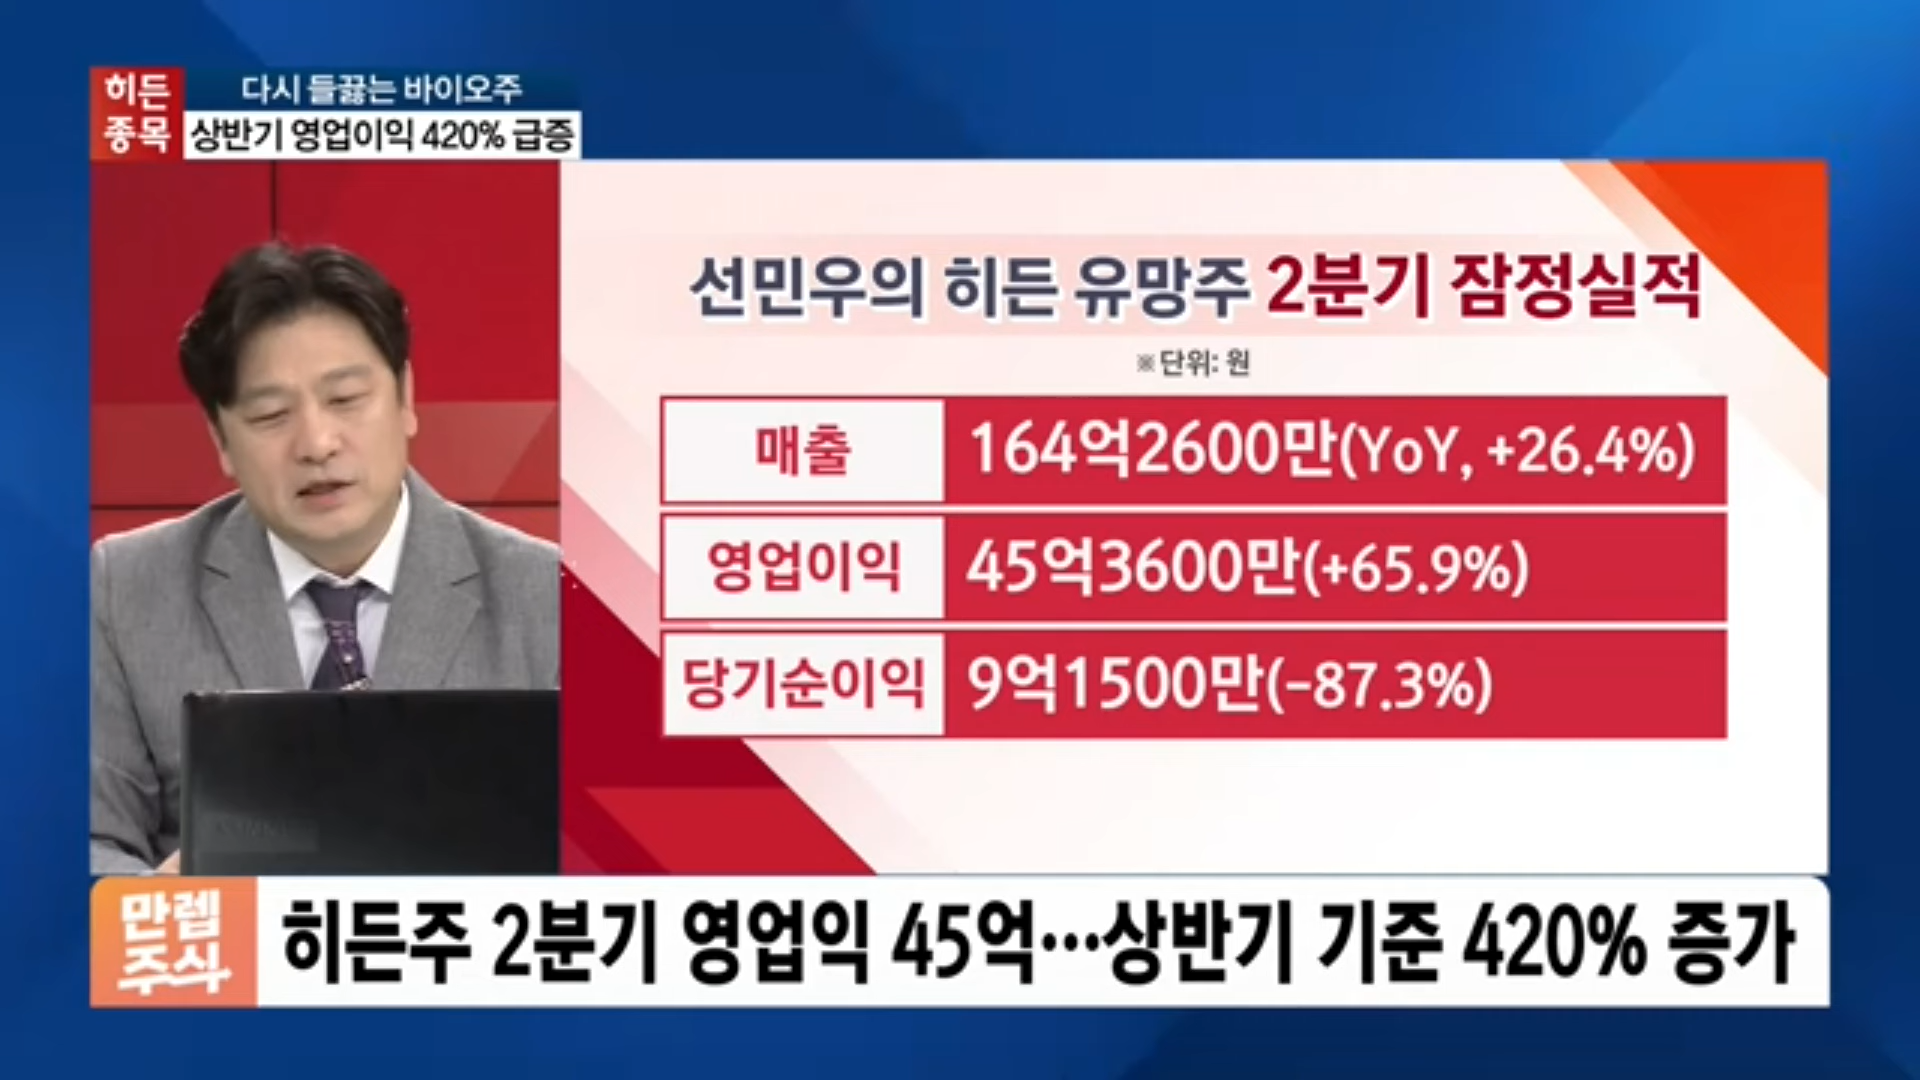 히든
종목
다시 들끓는 바이오주
상반기 영업이익 420% 급증
선민우의 히든 유망주 2분기 잠정실적
※단위: 원
매출 164억2600만(YoY, +26.4%)
영업이익 45억3600만(+65.9%)
당기순이익 9억1500만(-87.3%)
만렙
주식
히든주 2분기 영업익 45억…상반기 기준 420% 증가